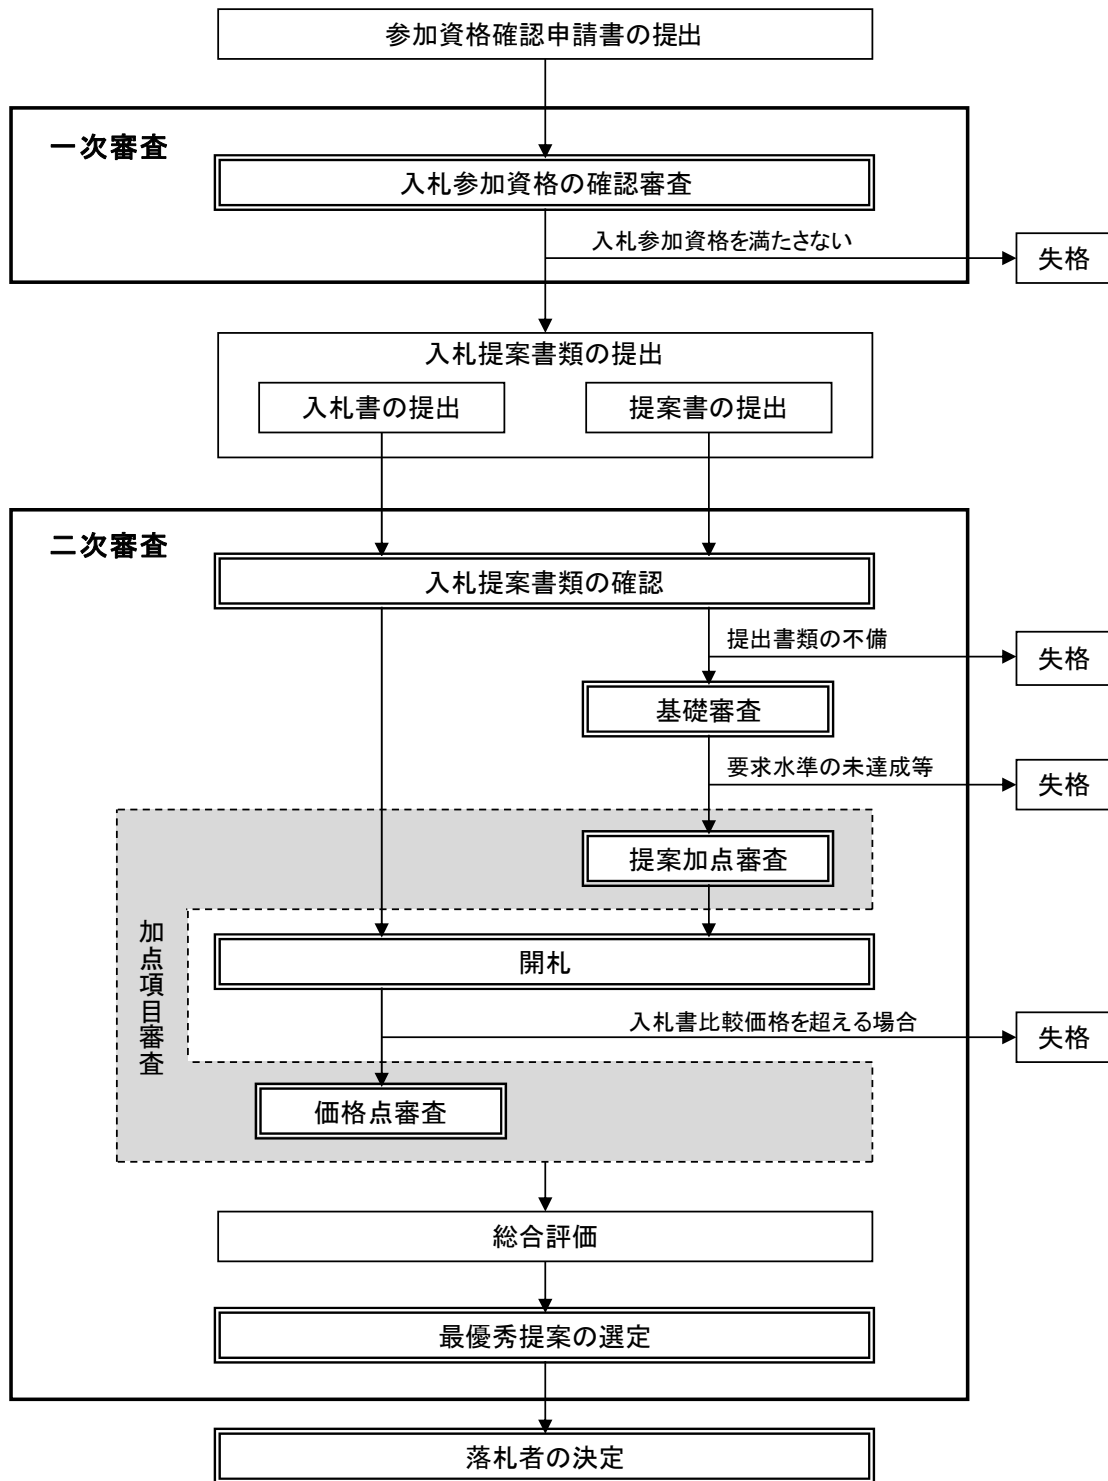 参加資格確認申請書の提出
一次審査
入札参加資格の確認審査
入札参加資格を満たさない
失格
入札提案書類の提出
入札書の提出
提案書の提出
二次審査
入札提案書類の確認
提出書類の不備
失格
基礎審査
要求水準の未達成等
失格
提案加点審査
加点項目審査
開札
入札書比較価格を超える場合
失格
価格点審査
総合評価
最優秀提案の選定
落札者の決定